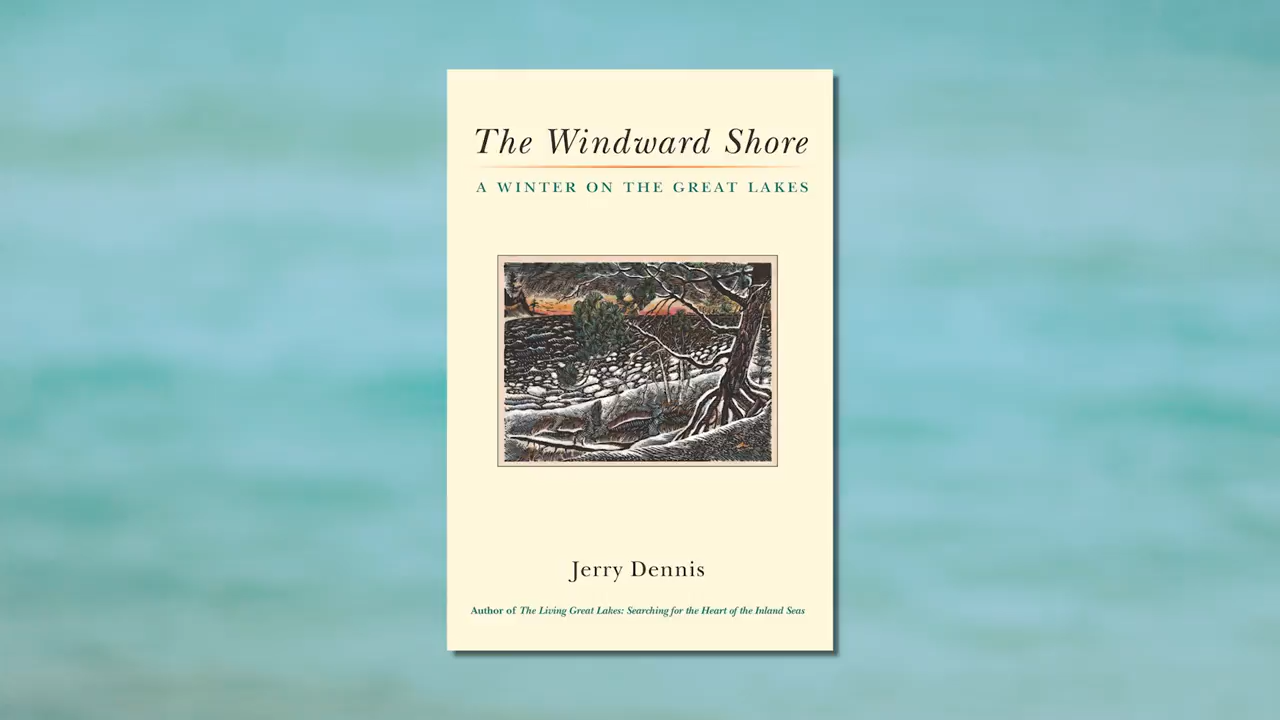 The Windward Shore
A WINTER ON THE GREAT LAKES
Jerry Dennis
Author of The Living Great Lakes: Searching for the Heart of the Inland Seas